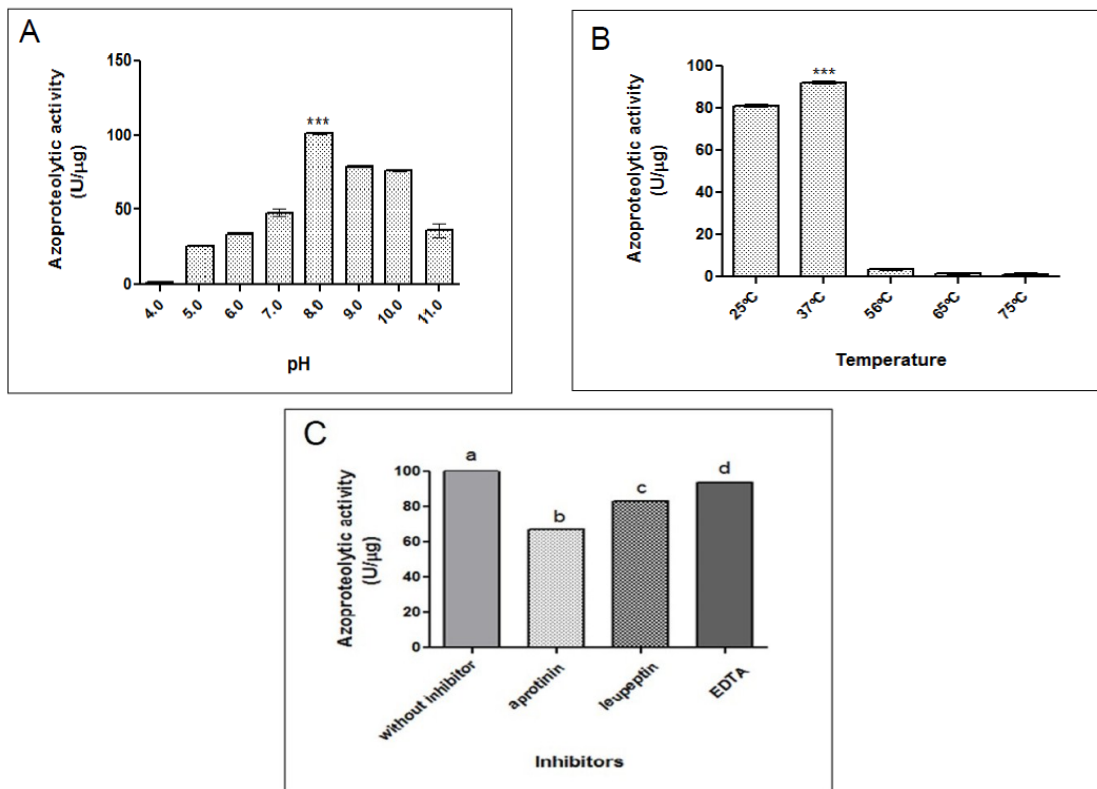 A
Azoproteolytic activity
(U/µg)
150
100
50
0
***
4.0
5.0
6.0
7.0
8.0
9.0
10.0
11.0
pH
B
Azoproteolytic activity
(U/µg)
100
80
60
40
20
0
***
25ºC
37ºC
56ºC
65ºC
75ºC
Temperature
C
Azoproteolytic activity
(U/µg)
100
80
60
40
20
0
a
b
c
d
without inhibitor
aprotinin
leupeptin
EDTA
Inhibitors